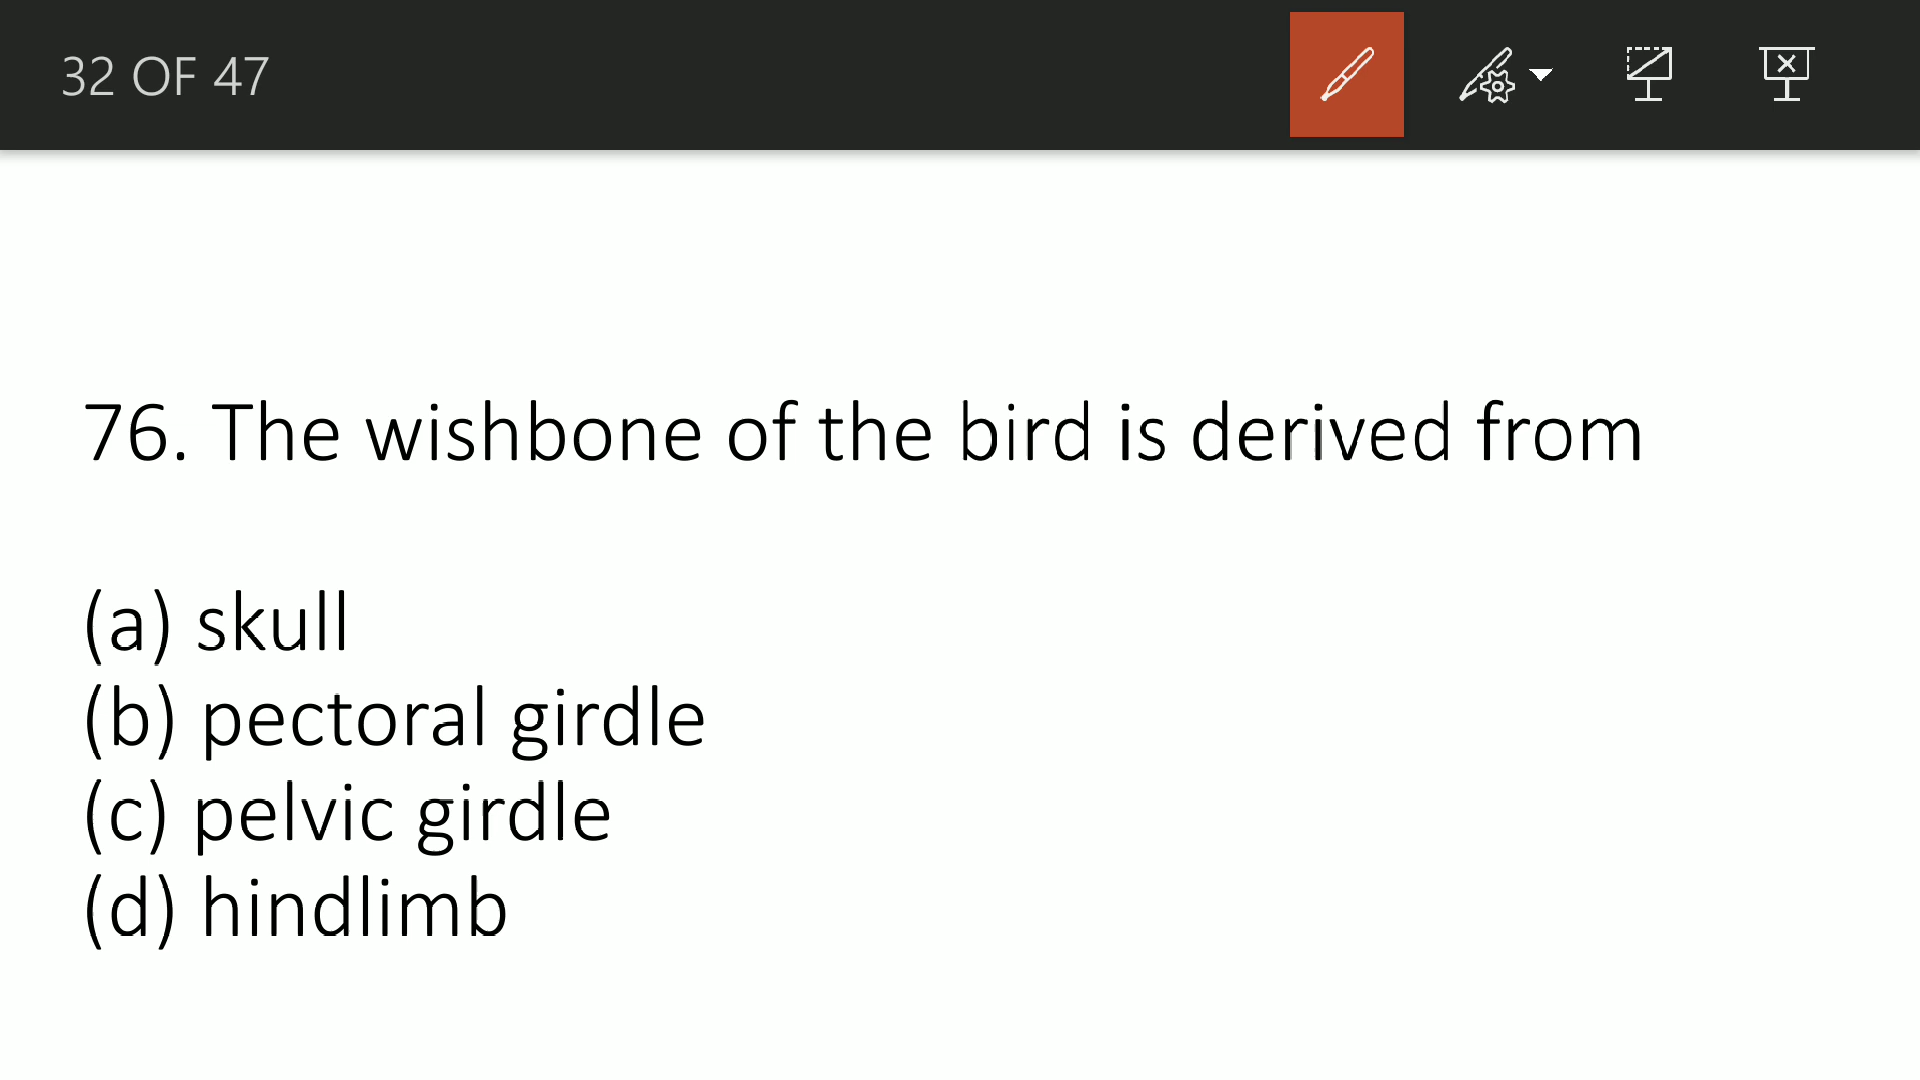 32 OF 47
76. The wishbone of the bird is derived from
(a) skull
(b) pectoral girdle
(c) pelvic girdle
(d) hindlimb